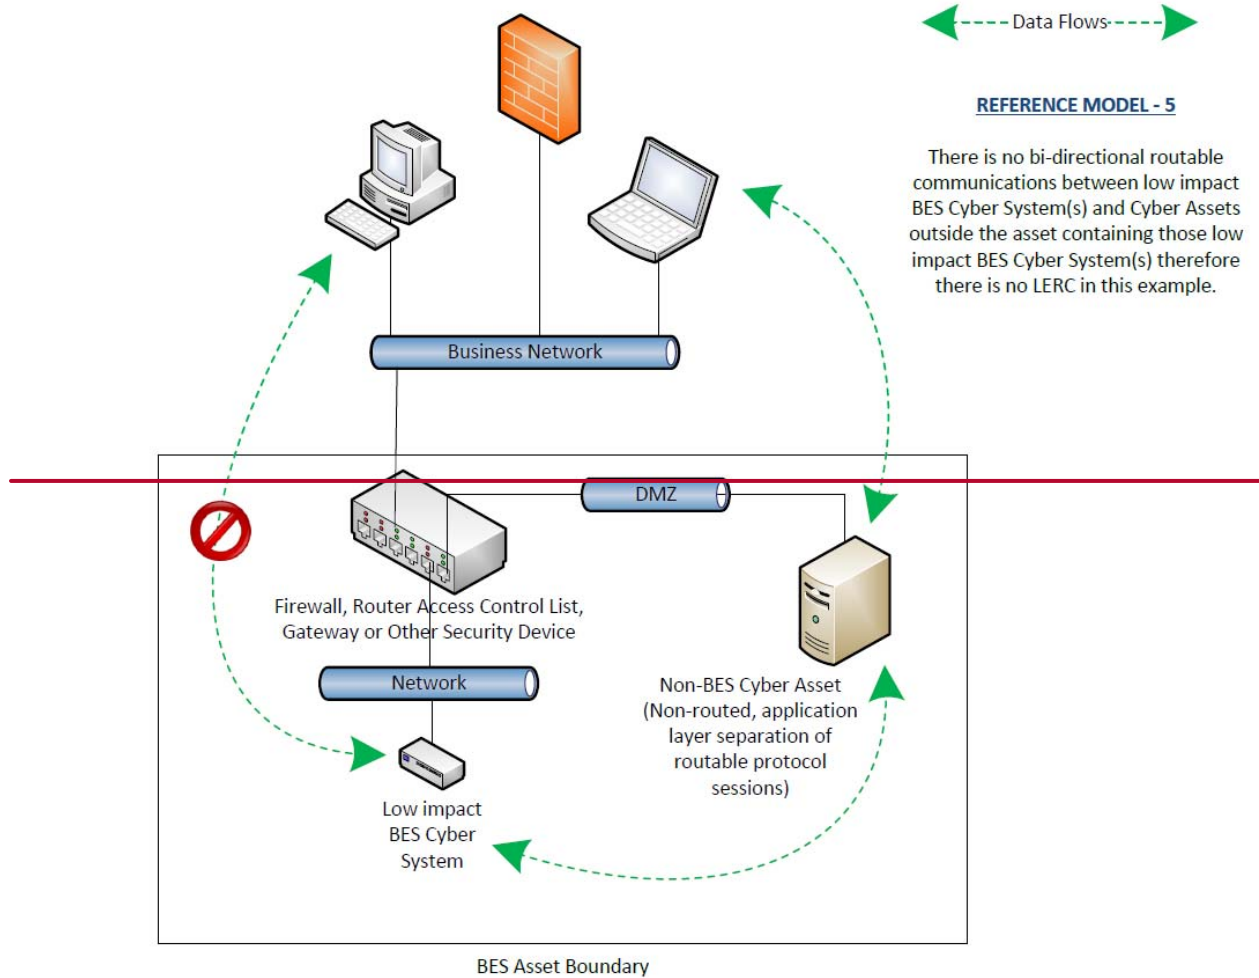 Data Flows
REFERENCE MODEL - 5
There is no bi-directional routable
communications between low impact
BES Cyber System(s) and Cyber Assets
outside the asset containing those low
impact BES Cyber System(s) therefore
there is no LERC in this example.
Business Network
DMZ
Firewall, Router Access Control List,
Gateway or Other Security Device
Network
Non-BES Cyber Asset
(Non-routed, application
layer separation of
routable protocol
sessions)
Low impact
BES Cyber
System
BES Asset Boundary